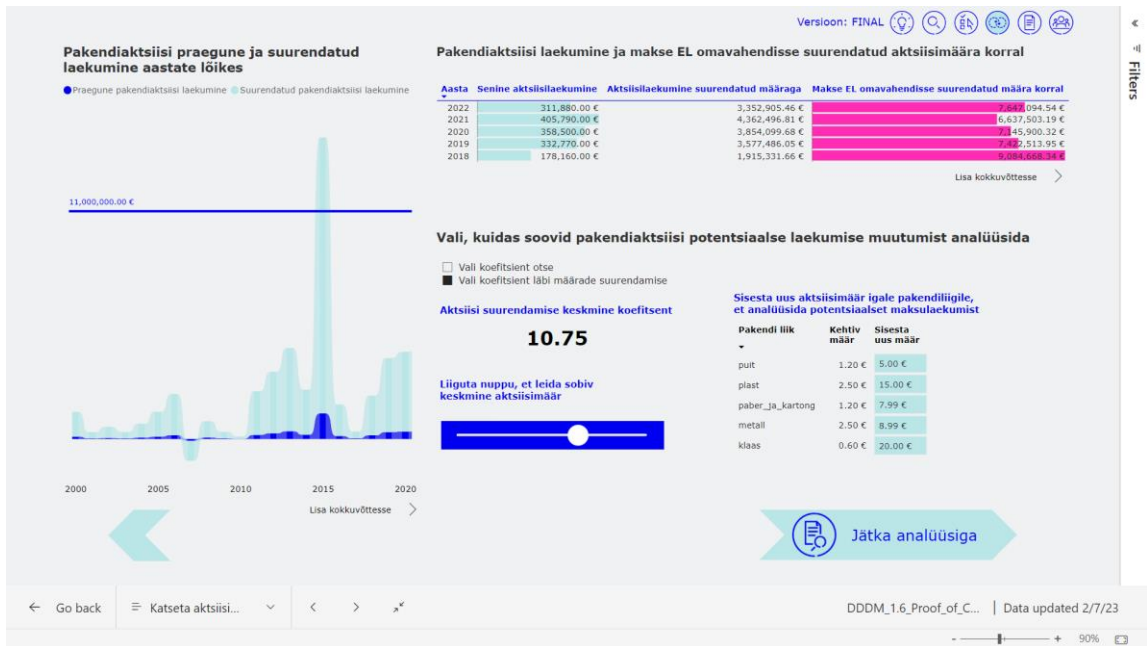 Versioon: FINAL
Pakendiaktsiisi praegune ja suurendatud
laekumine aastate lõikes
Praegune pakendiaktsiisi laekumine Suurendatud pakendiaktsiisi laekumine
11,000,000.00 €
2000 2005 2010 2015 2020
Lisa kokkuvõttesse
Pakendiaktsiisi laekumine ja makse EL omavahendisse suurendatud aktsiisimäära korral
Aasta Senine aktsiisilaekumine Aktsiisilaekumine suurendatud määraga Makse EL omavahendisse suurendatud määra korral
2022 311,880.00 € 3,352,905.46 € 7,647,094.54 €
2021 405,790.00 € 4,362,496.81 € 6,637,503.19 €
2020 358,500.00 € 3,854,099.68 € 7,145,900.32 €
2019 332,770.00 € 3,577,486.05 € 7,422,513.95 €
2018 178,160.00 € 1,915,331.66 € 9,084,668.34 €
Lisa kokkuvõttesse
Vali, kuidas soovid pakendiaktsiisi potentsiaalse laekumise muutumist analüüsida
Vali koefitsient otse
Vali koefitsient läbi määrade suurendamise
Aktsiisi suurendamise keskmine koefitsent
10.75
Liiguta nuppu, et leida sobiv
keskmine aktsiisimäär
Sisesta uus aktsiisimäär igale pakendiliigile,
et analüüsida potentsiaalset maksulaekumist
Pakendi liik Kehtiv määr Sisesta uus määr
puit 1.20 € 5.00 €
plast 2.50 € 15.00 €
paber_ja_kartong 1.20 € 7.99 €
metall 2.50 € 8.99 €
klaas 0.60 € 20.00 €
Jätka analüüsiga
Filters
Go back Katseta aktsiisi... DDDM_1.6_Proof_of_C... | Data updated 2/7/23
- + 90%